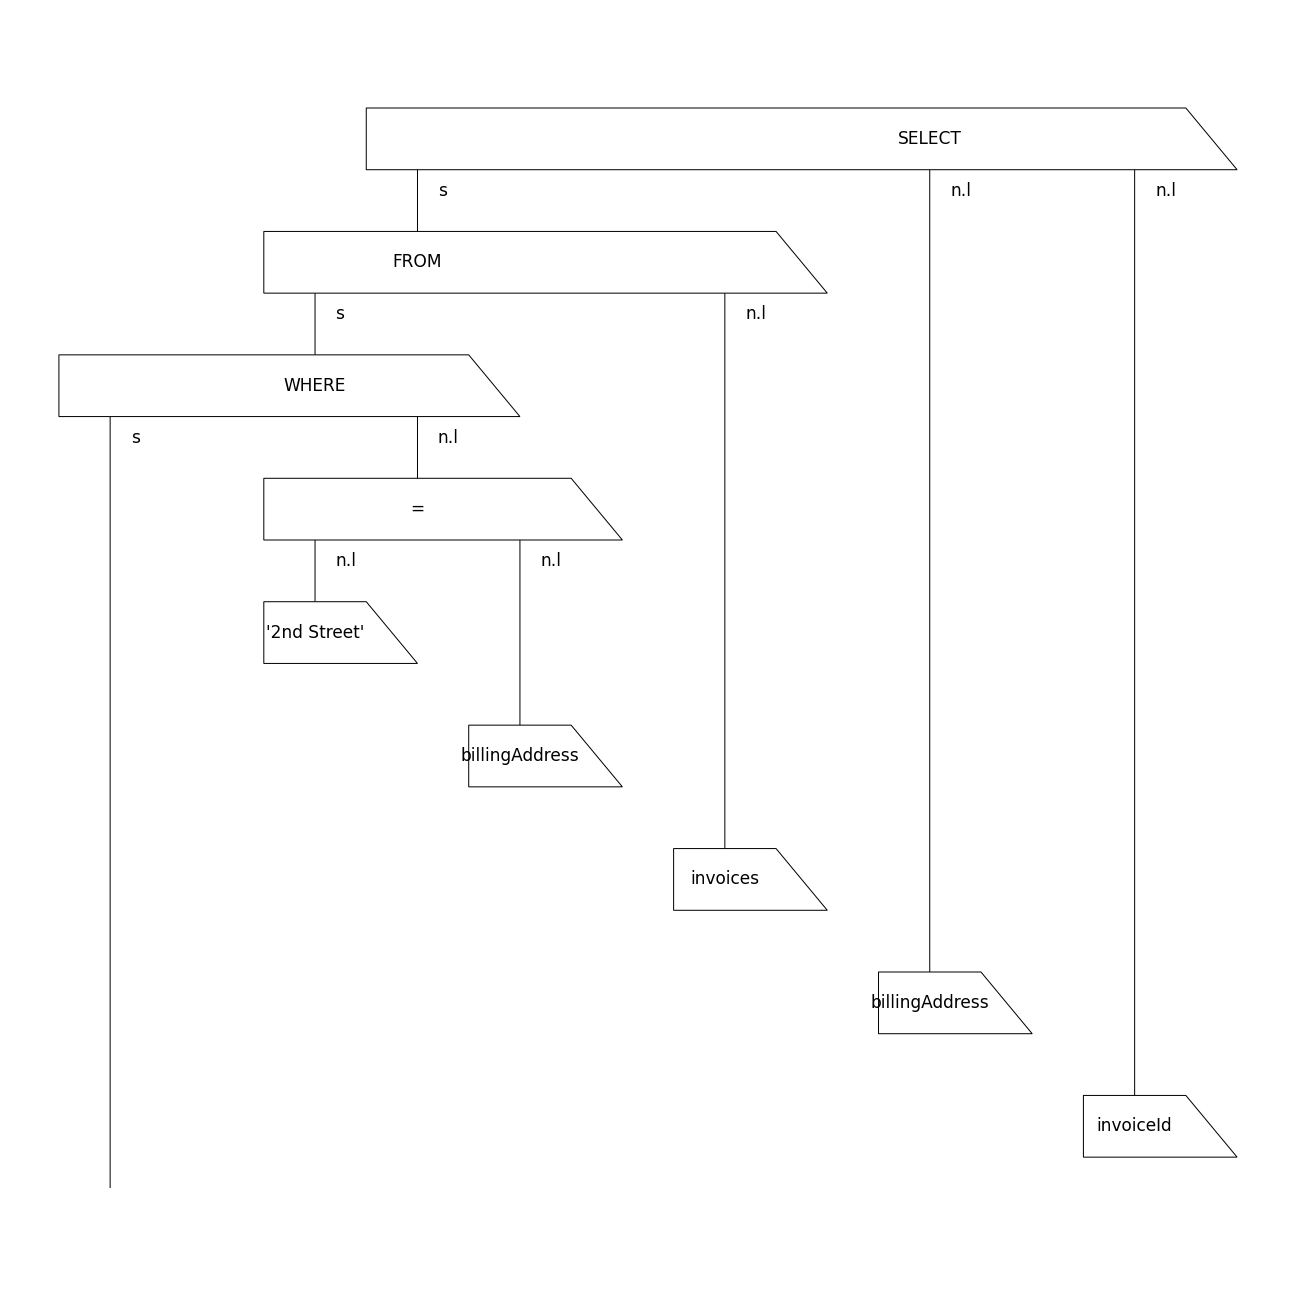 SELECT
s n.l n.l
FROM
s n.l
WHERE
s n.l
=
n.l n.l
'2nd Street'
billingAddress
invoices
billingAddress
invoiceId